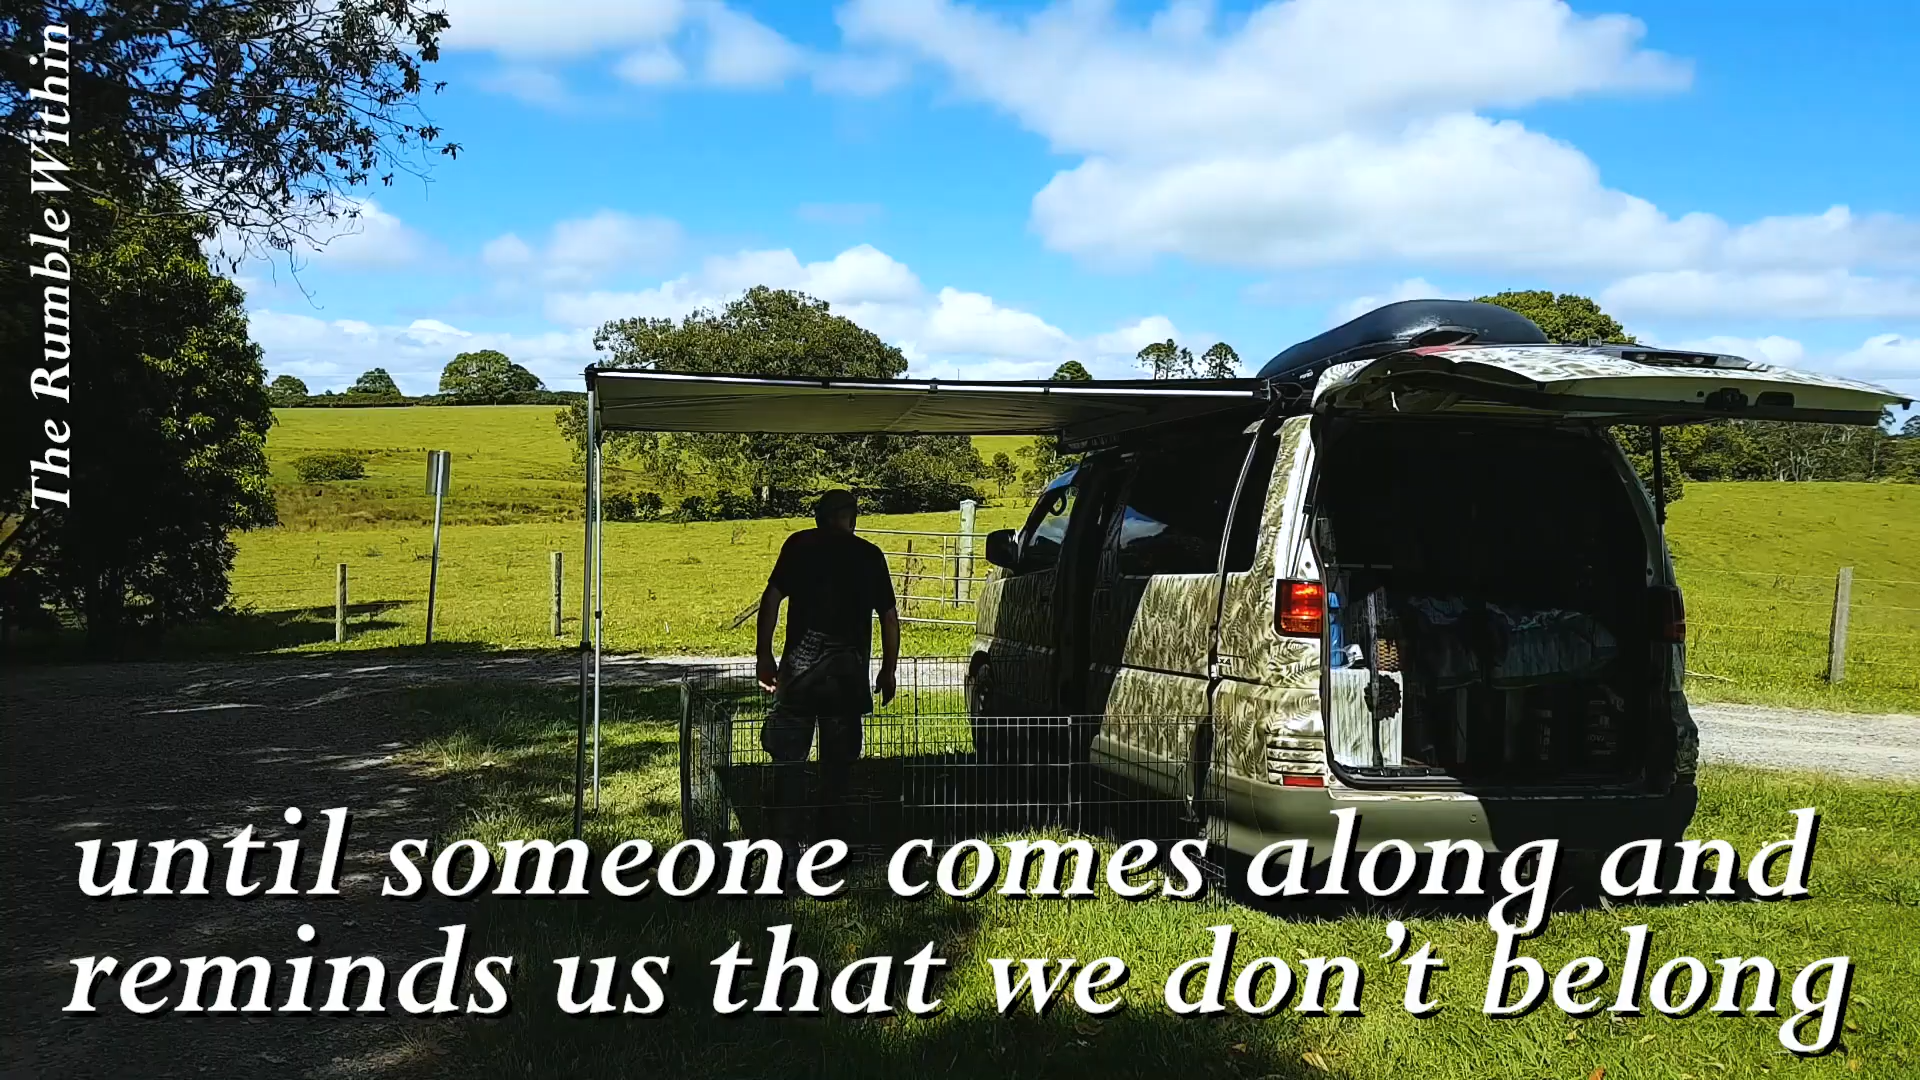 The Rumble Within
until someone comes along and
reminds us that we don't belong